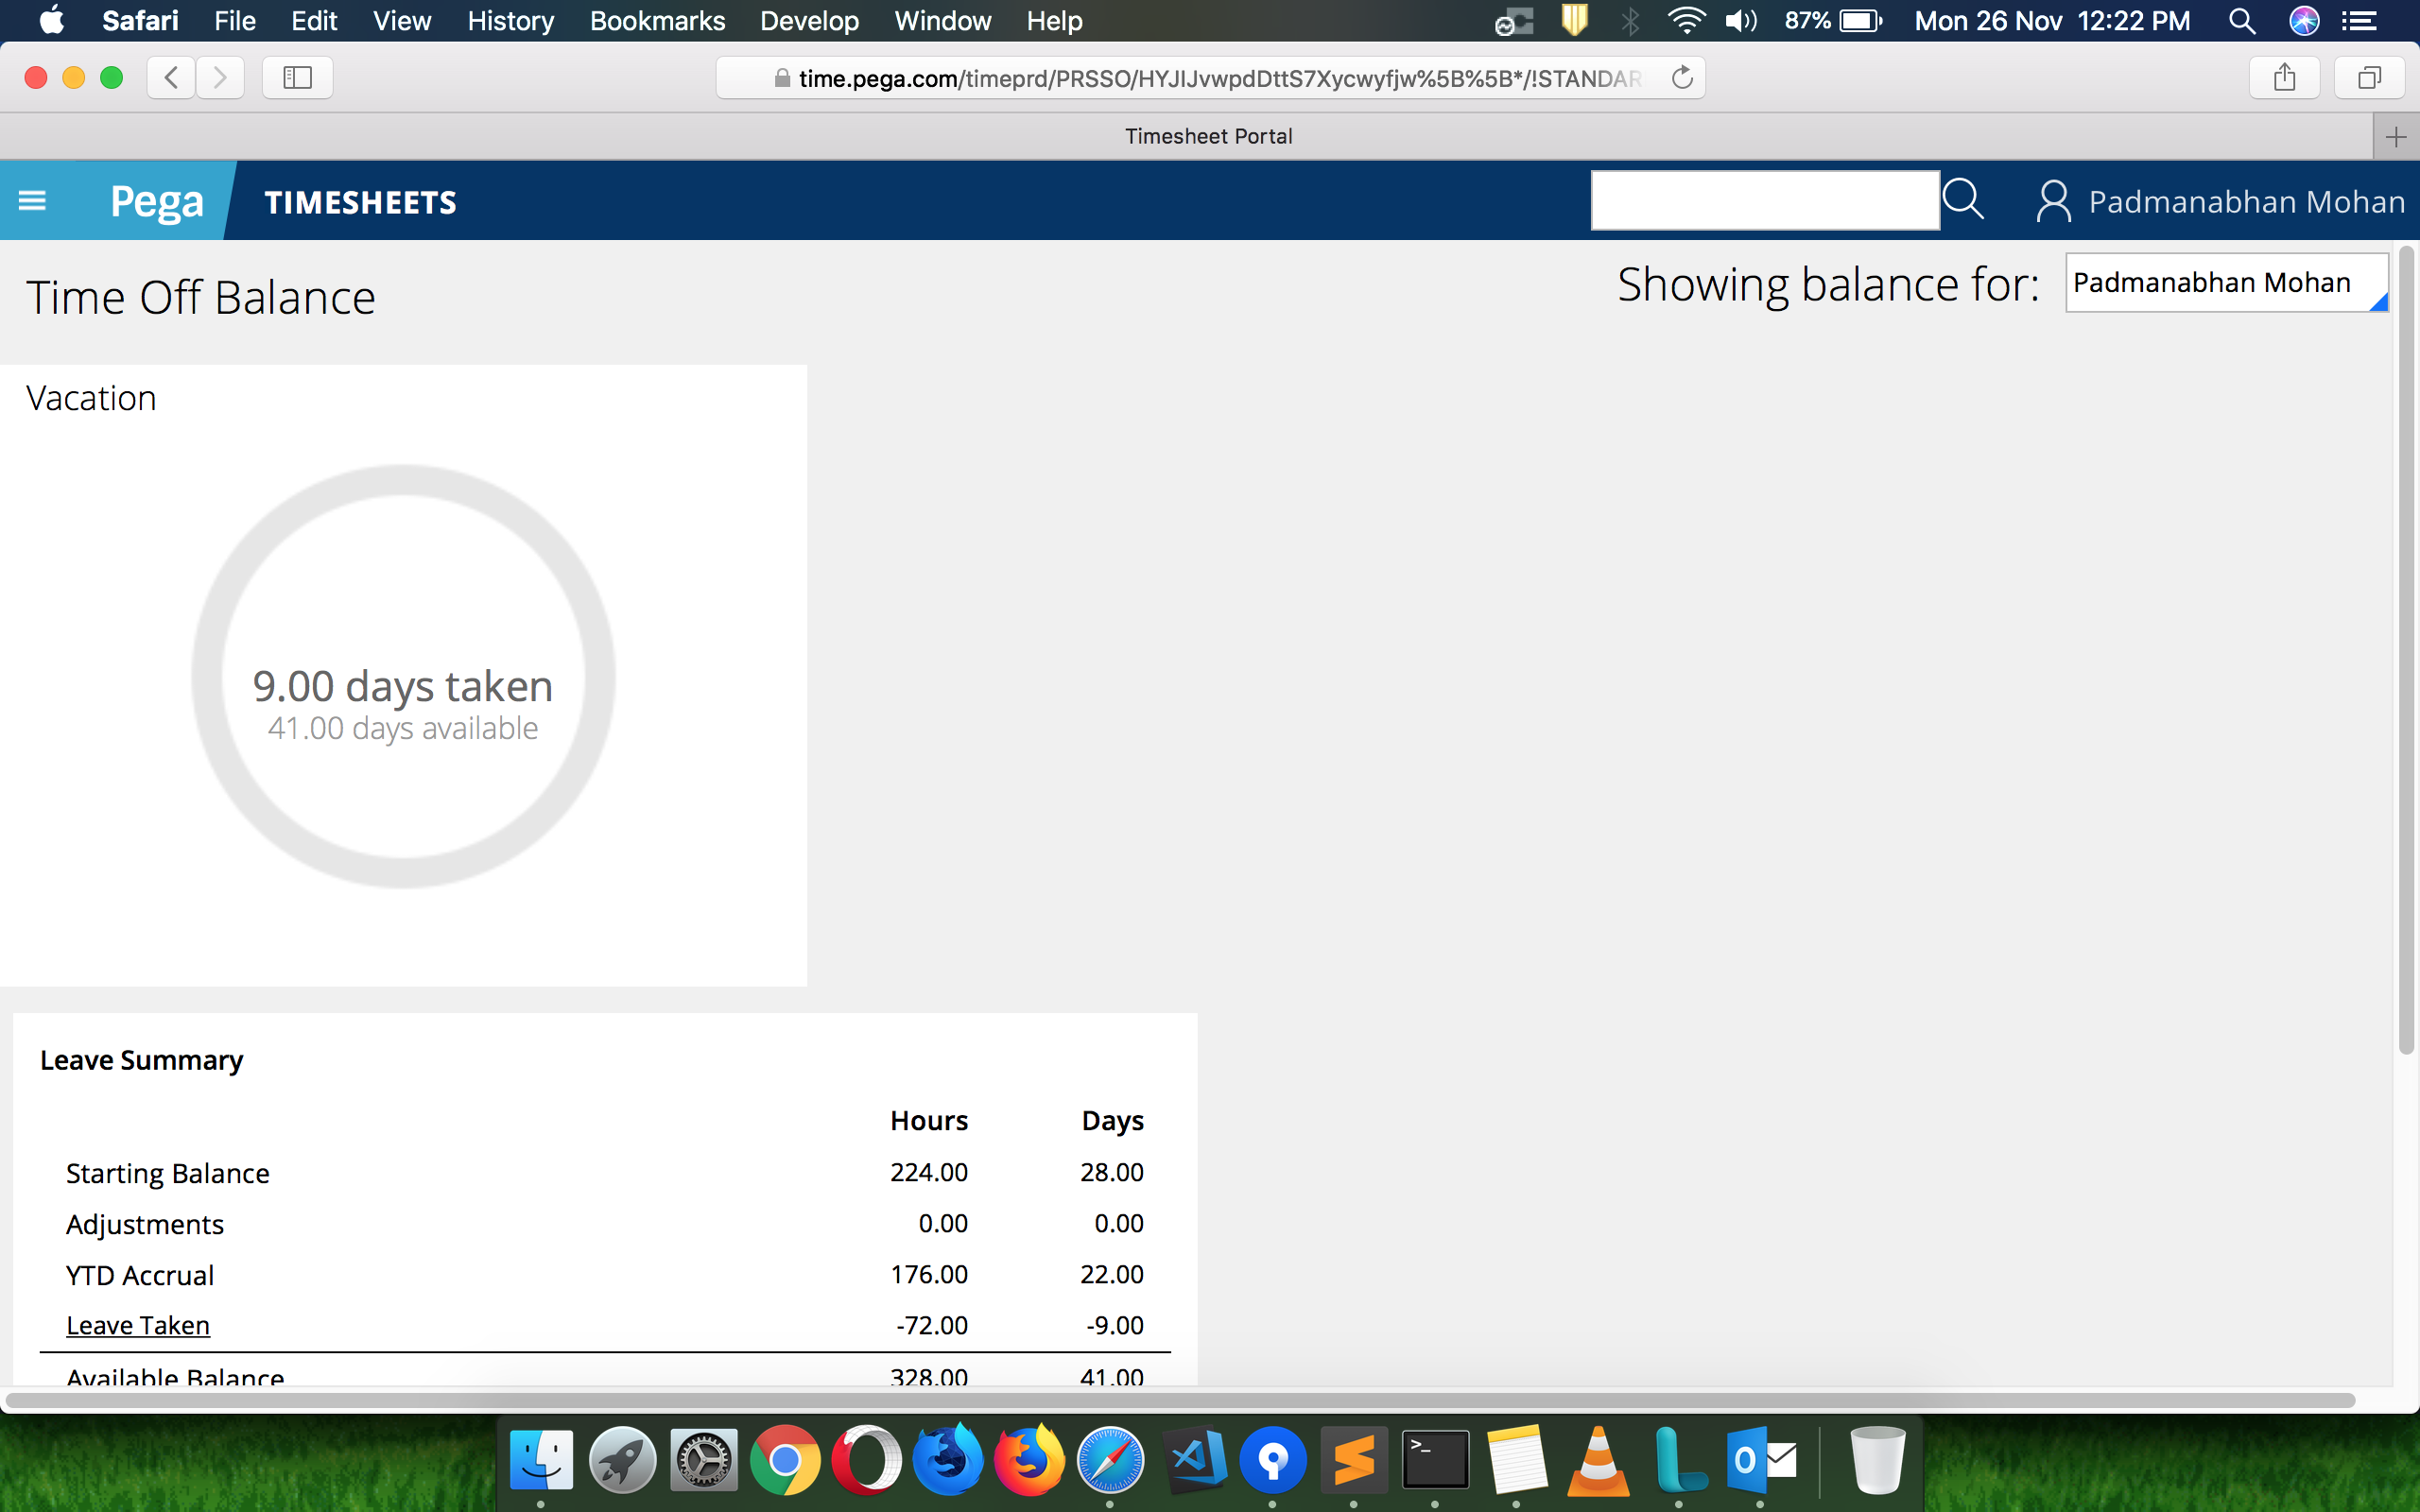 Safari File Edit View History Bookmarks Develop Window Help 87% Mon 26 Nov 12:22 PM
time.pega.com/timeprd/PRSSO/HYJIJvwpdDttS7Xycwyfjw%5B%5B*/!STANDAR
Timesheet Portal
Pega TIMESHEETS Padmanabhan Mohan
Time Off Balance Showing balance for: Padmanabhan Mohan
Vacation
9.00 days taken
41.00 days available
Leave Summary
Hours Days
Starting Balance 224.00 28.00
Adjustments 0.00 0.00
YTD Accrual 176.00 22.00
Leave Taken -72.00 -9.00
Available Balance 328.00 41.00